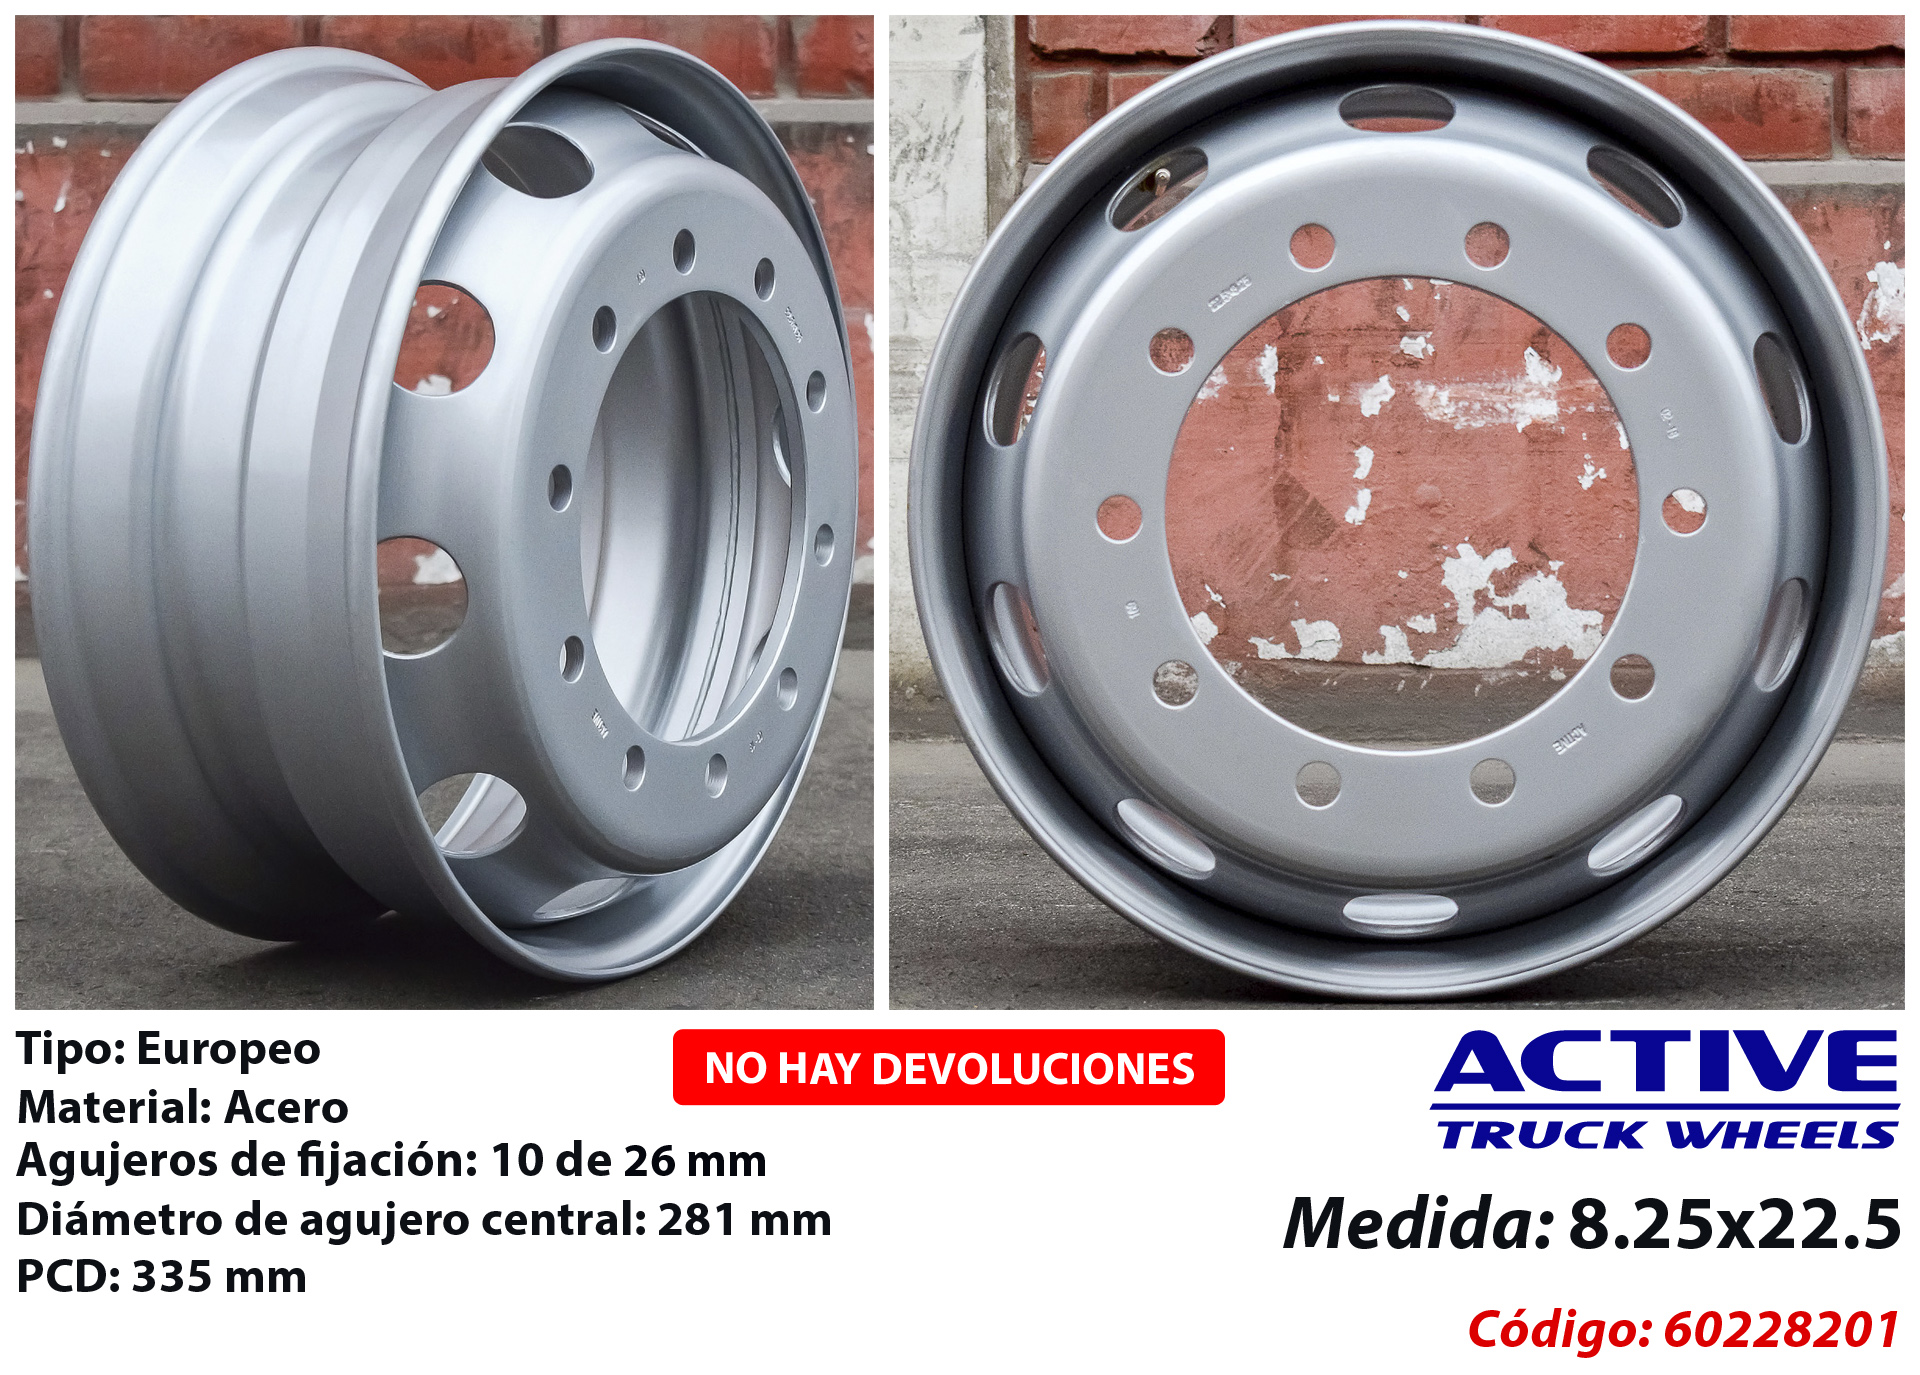 Tipo: Europeo
Material: Acero
Agujeros de fijación: 10 de 26 mm
Diámetro de agujero central: 281 mm
PCD: 335 mm
NO HAY DEVOLUCIONES
ACTIVE
TRUCK WHEELS
Medida: 8.25x22.5
Código: 60228201
ACTIVE